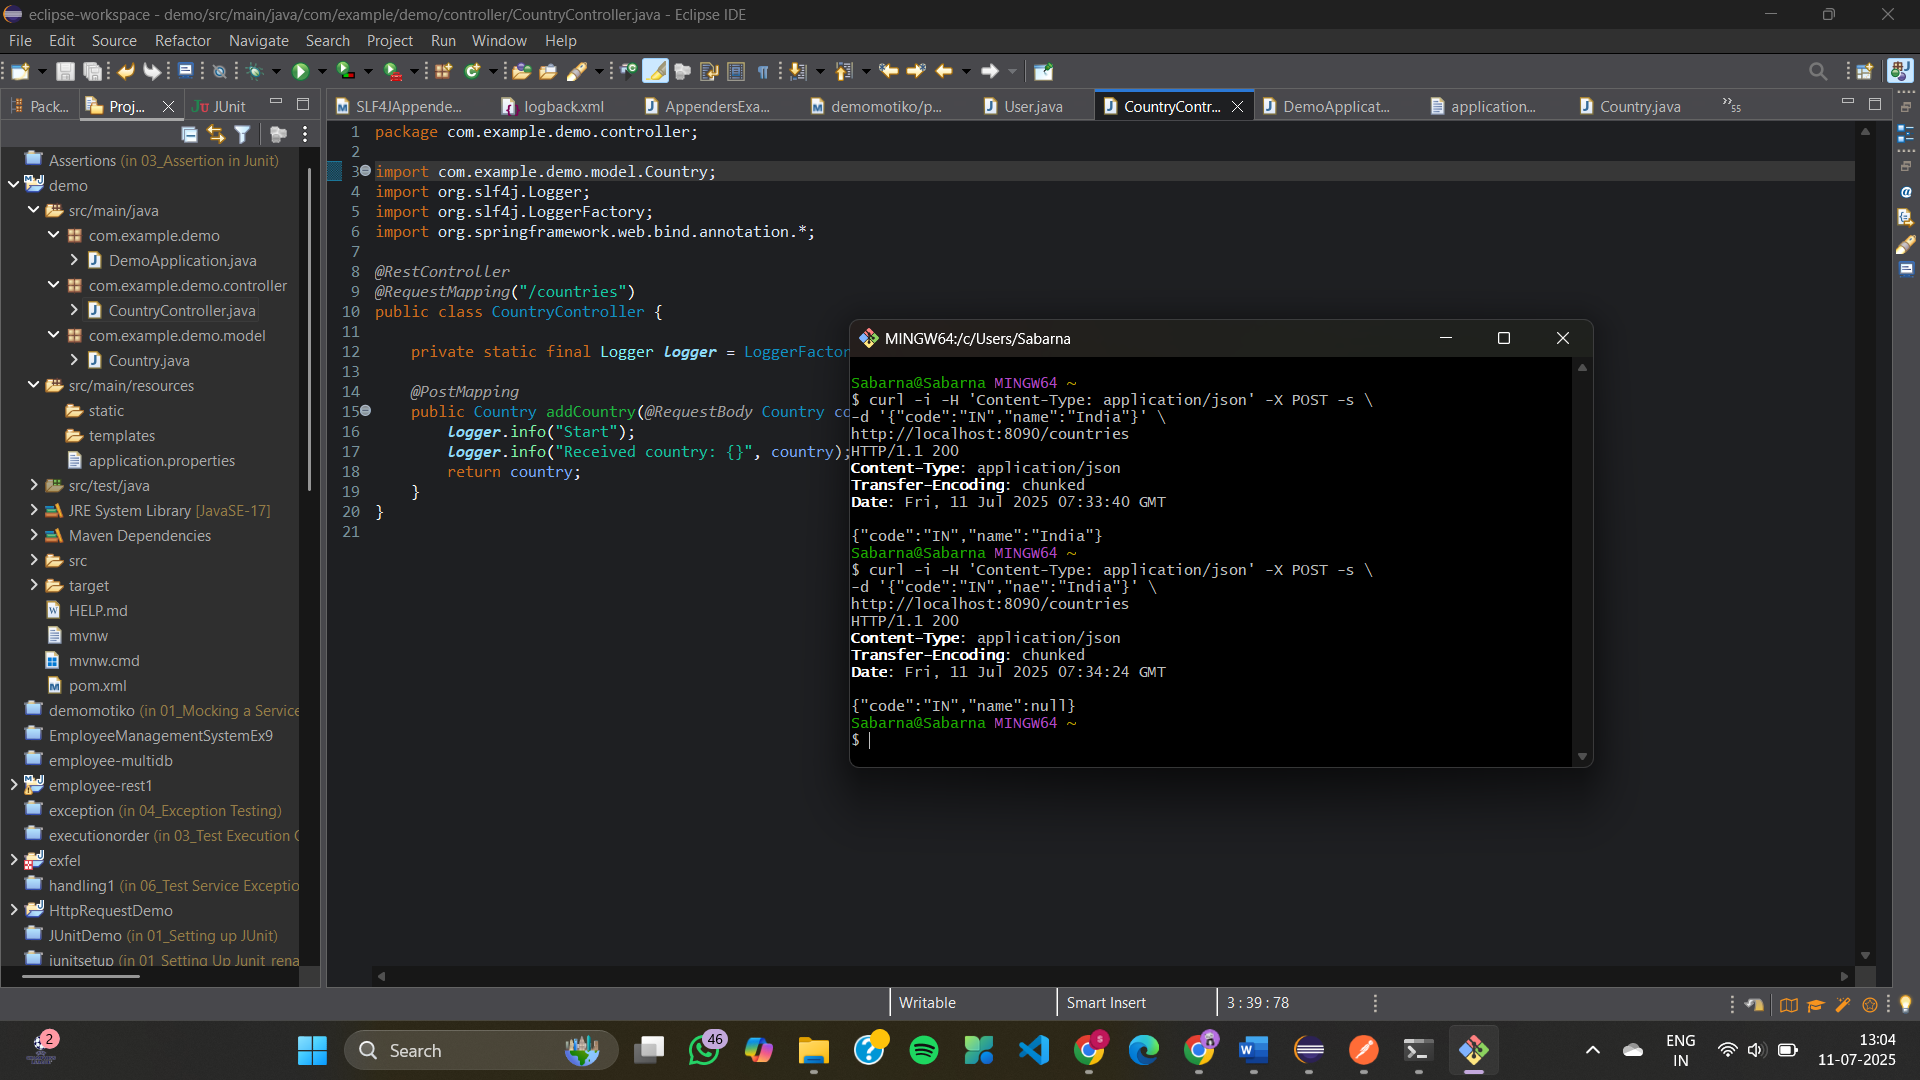 eclipse-workspace - demo/src/main/java/com/example/demo/controller/CountryController.java - Eclipse IDE
File Edit Source Refactor Navigate Search Project Run Window Help
Pack... Proj... JUnit
SLF4JAppende... logback.xml AppendersExa... demomotiko/p... User.java CountryContr... DemoApplicat... application... Country.java »55
Assertions (in 03_Assertion in Junit)
demo
src/main/java
com.example.demo
DemoApplication.java
com.example.demo.controller
CountryController.java
com.example.demo.model
Country.java
src/main/resources
static
templates
application.properties
src/test/java
JRE System Library [JavaSE-17]
Maven Dependencies
src
target
HELP.md
mvnw
mvnw.cmd
pom.xml
demomotiko (in 01_Mocking a Service
EmployeeManagementSystemEx9
employee-multidb
employee-rest1
exception (in 04_Exception Testing)
executionorder (in 03_Test Execution
exfel
handling1 (in 06_Test Service Exceptio
HttpRequestDemo
JUnitDemo (in 01_Setting up JUnit)
junitsetup (in 01_Setting Up Junit_rena
1 package com.example.demo.controller;
2
3 import com.example.demo.model.Country;
4 import org.slf4j.Logger;
5 import org.slf4j.LoggerFactory;
6 import org.springframework.web.bind.annotation.*;
7
8 @RestController
9 @RequestMapping("/countries")
10 public class CountryController {
11
12 private static final Logger logger = LoggerFactor
13
14 @PostMapping
15 public Country addCountry(@RequestBody Country co
16 logger.info("Start");
17 logger.info("Received country: {}", country);
18 return country;
19 }
20 }
21
MINGW64:/c/Users/Sabarna
Sabarna@Sabarna MINGW64 ~
$ curl -i -H 'Content-Type: application/json' -X POST -s \
-d '{"code":"IN","name":"India"}' \
http://localhost:8090/countries
HTTP/1.1 200
Content-Type: application/json
Transfer-Encoding: chunked
Date: Fri, 11 Jul 2025 07:33:40 GMT
{"code":"IN","name":"India"}
Sabarna@Sabarna MINGW64 ~
$ curl -i -H 'Content-Type: application/json' -X POST -s \
-d '{"code":"IN","nae":"India"}' \
http://localhost:8090/countries
HTTP/1.1 200
Content-Type: application/json
Transfer-Encoding: chunked
Date: Fri, 11 Jul 2025 07:34:24 GMT
{"code":"IN","name":null}
Sabarna@Sabarna MINGW64 ~
$
Writable Smart Insert 3 : 39 : 78
2
Search
46
ENG
IN
13:04
11-07-2025